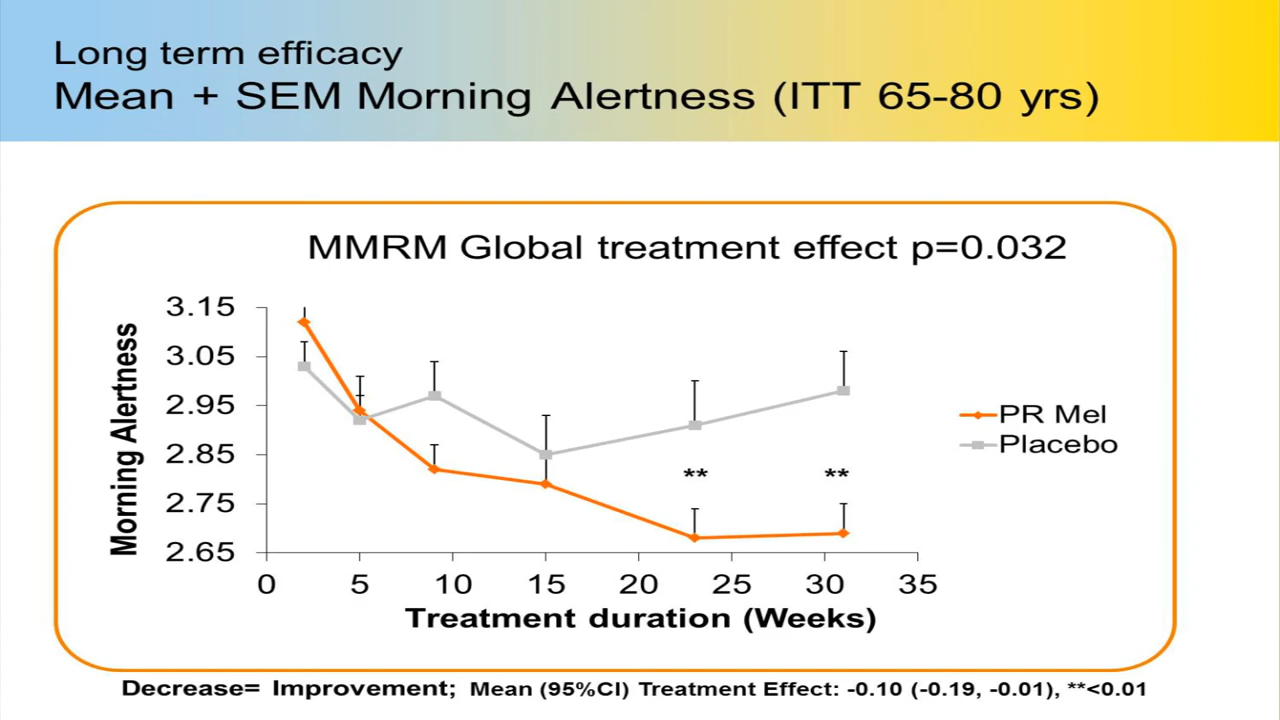 Long term efficacy
Mean + SEM Morning Alertness (ITT 65-80 yrs)
MMRM Global treatment effect p=0.032
Morning Alertness
3.15
3.05
2.95
2.85
2.75
2.65
** **
PR Mel
Placebo
0 5 10 15 20 25 30 35
Treatment duration (Weeks)
Decrease= Improvement; Mean (95%CI) Treatment Effect: -0.10 (-0.19, -0.01), **<0.01